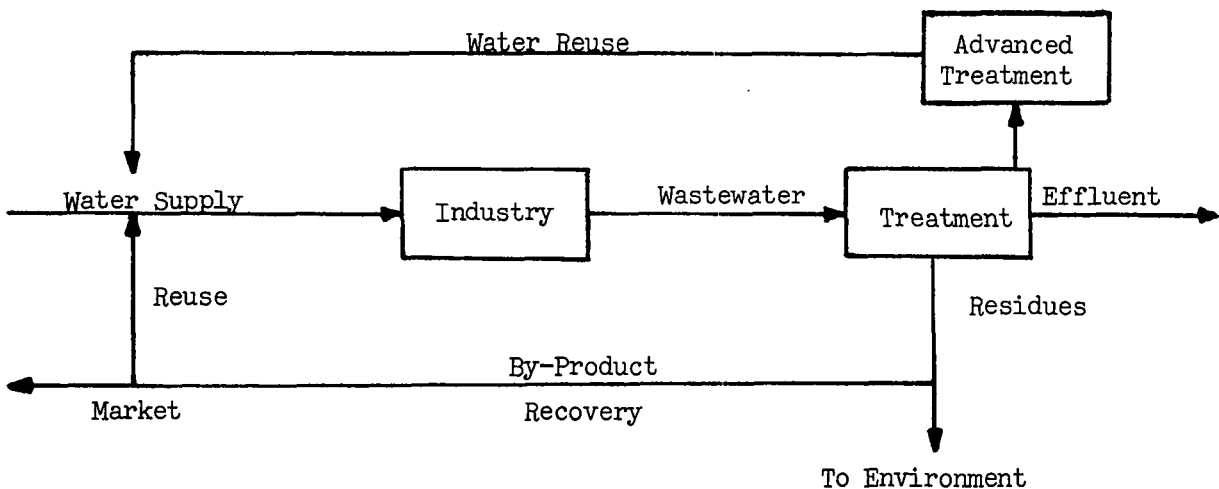 Water Reuse
Advanced
Treatment
Water Supply
Industry
Wastewater
Treatment
Effluent
Reuse
Residues
By-Product
Recovery
Market
To Environment